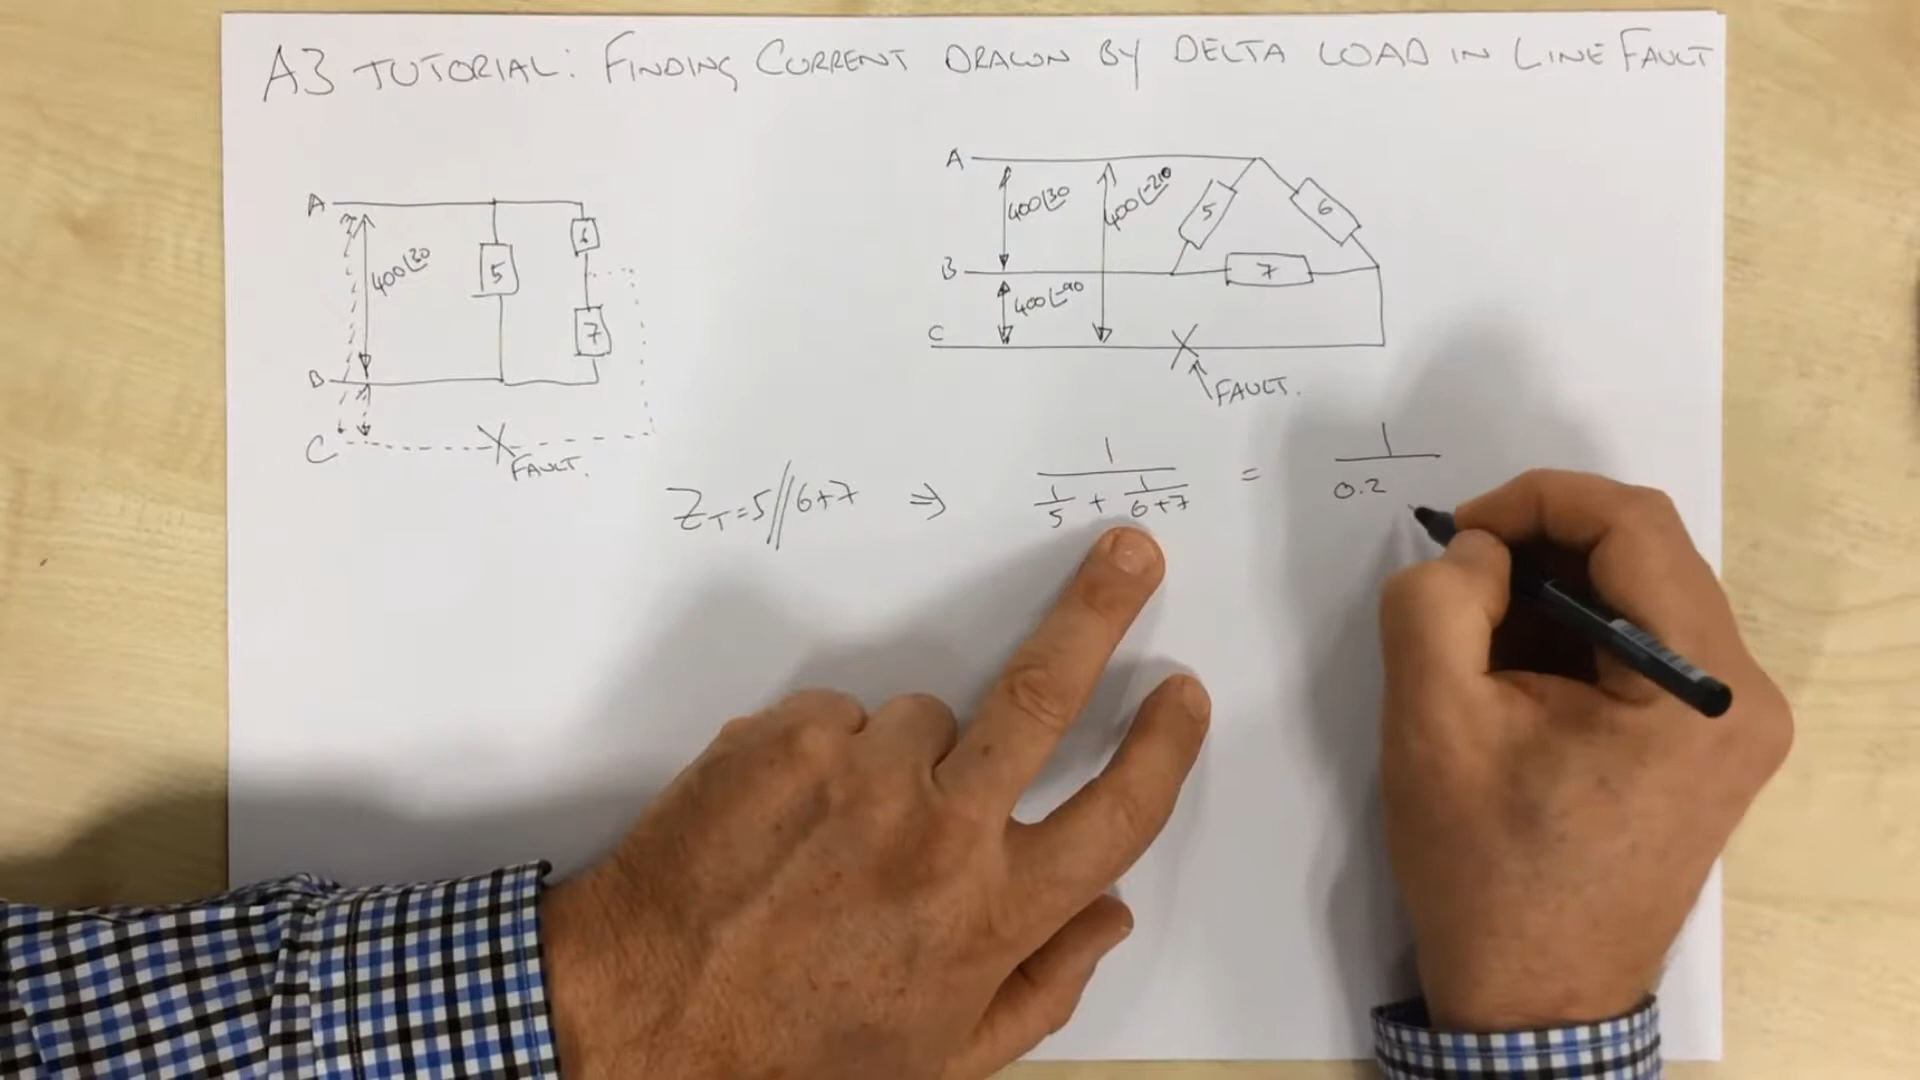 A3 TUTORIAL: FINDING CURRENT DRAWN BY DELTA LOAD IN LINE FAULT
A
400∠30
5
6
7
B
C
FAULT.
A
400∠30
400∠-210
5
6
B
7
400∠-90
C
FAULT.
Z_T = 5//6+7 ⇒ 1/(1/5 + 1/(6+7)) = 1/0.2